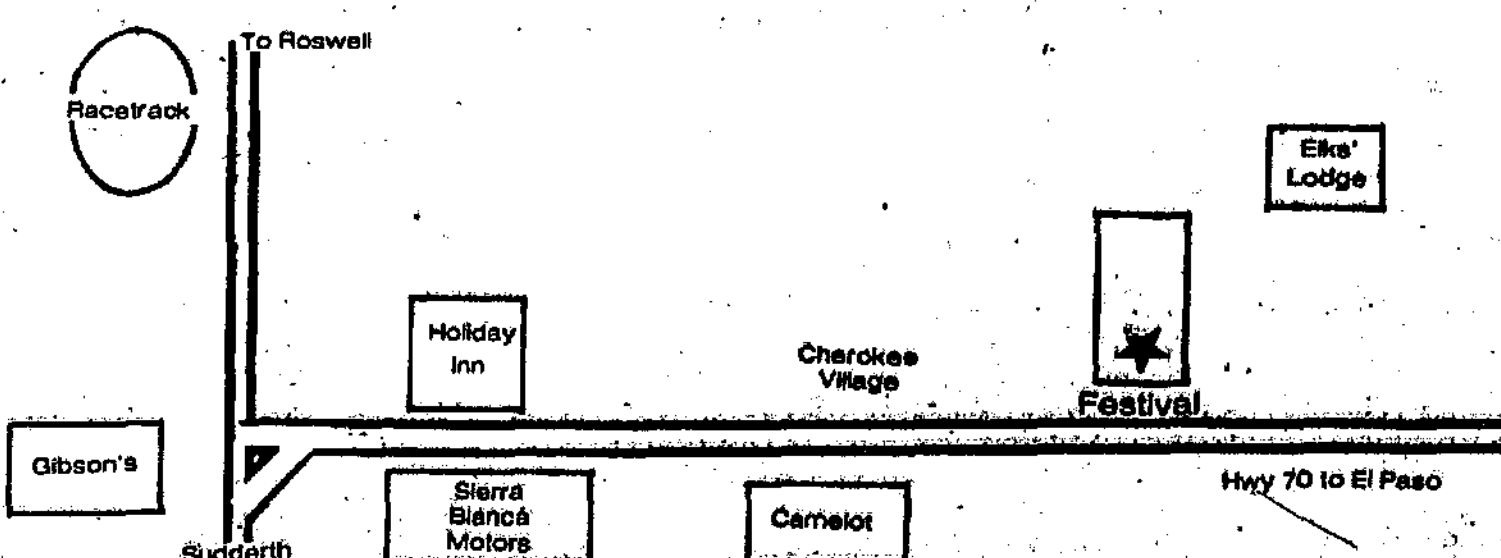 To Roswell
Racetrack
Elks'
Lodge
Holiday
Inn
Cherokee
Village
Festival
Gibson's
Hwy 70 to El Paso
Sierra
Blanca
Motors
Camelot
Sudderth